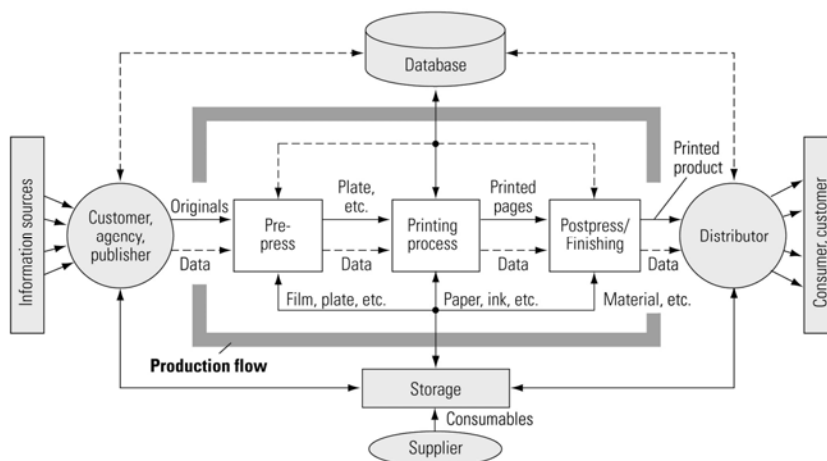 Database
Information sources
Customer,
agency,
publisher
Originals
Data
Pre-
press
Plate,
etc.
Data
Printing
process
Printed
pages
Data
Postpress/
Finishing
Printed
product
Data
Distributor
Consumer, customer
Film, plate, etc.
Paper, ink, etc.
Material, etc.
Production flow
Storage
Consumables
Supplier